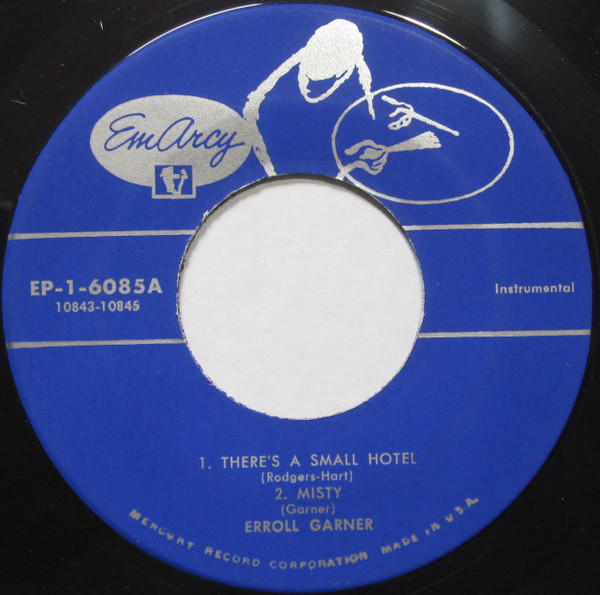 EmArcy
EP-1-6085A
10843-10845
Instrumental
1. THERE'S A SMALL HOTEL
(Rodgers-Hart)
2. MISTY
(Garner)
ERROLL GARNER
MERCURY RECORD CORPORATION MADE IN U.S.A.